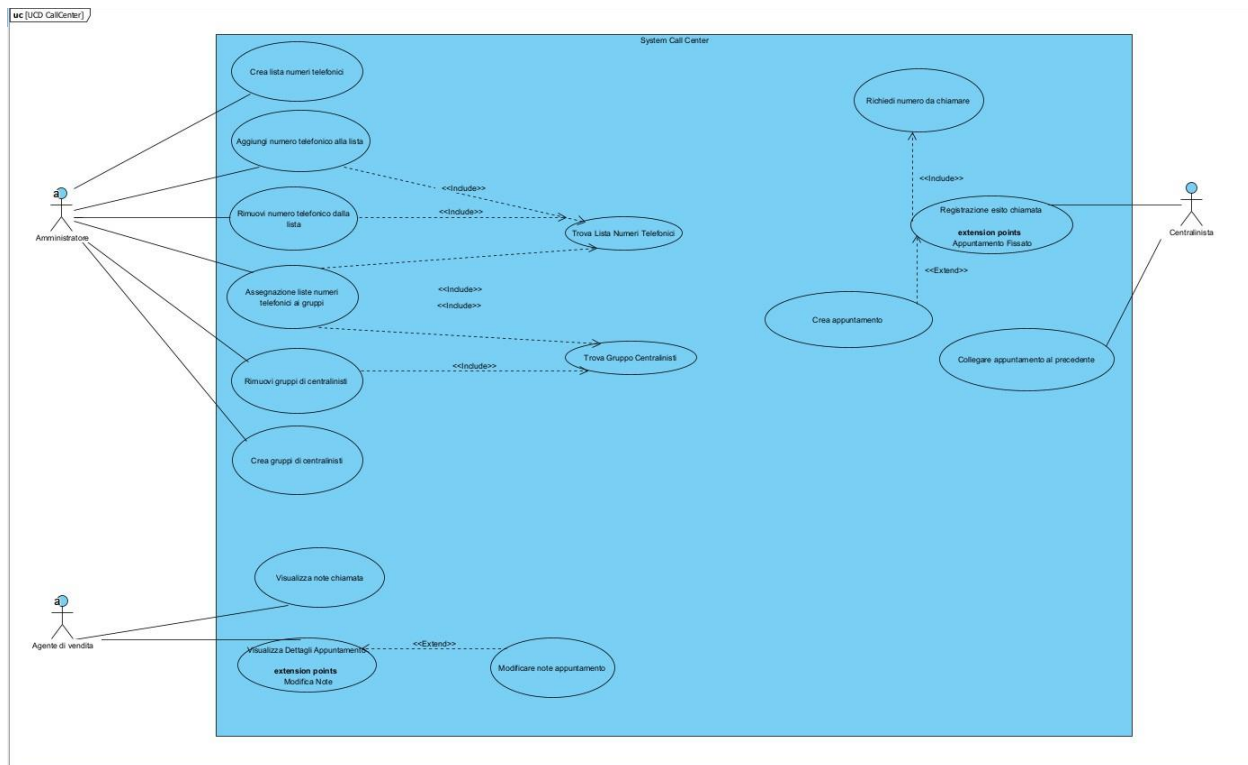 uc [UCD CallCenter]
System Call Center
Crea lista numeri telefonici
Richiedi numero da chiamare
Aggiungi numero telefonico alla lista
<<Include>>
<<Include>>
a
Amministratore
Rimuovi numero telefonico dalla
lista
<<Include>>
Trova Lista Numeri Telefonici
Registrazione esito chiamata
extension points
Appuntamento Fissato
Centralinista
<<Extend>>
Assegnazione liste numeri
telefonici ai gruppi
<<Include>>
<<Include>>
Crea appuntamento
Trova Gruppo Centralinisti
<<Include>>
Collegare appuntamento al precedente
Rimuovi gruppi di centralinisti
Crea gruppi di centralinisti
Visualizza note chiamata
a
Agente di vendita
Visualizza Dettagli Appuntamento
extension points
Modifica Note
<<Extend>>
Modificare note appuntamento